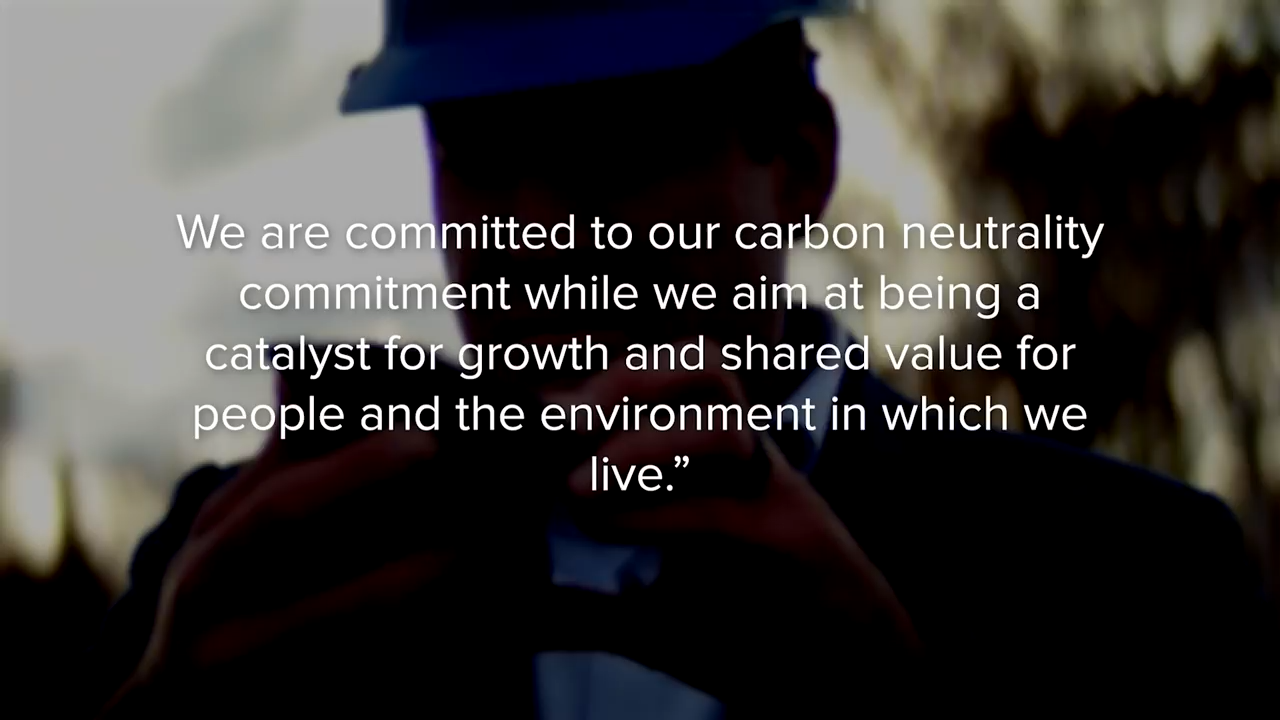 We are committed to our carbon neutrality
commitment while we aim at being a
catalyst for growth and shared value for
people and the environment in which we
live.”